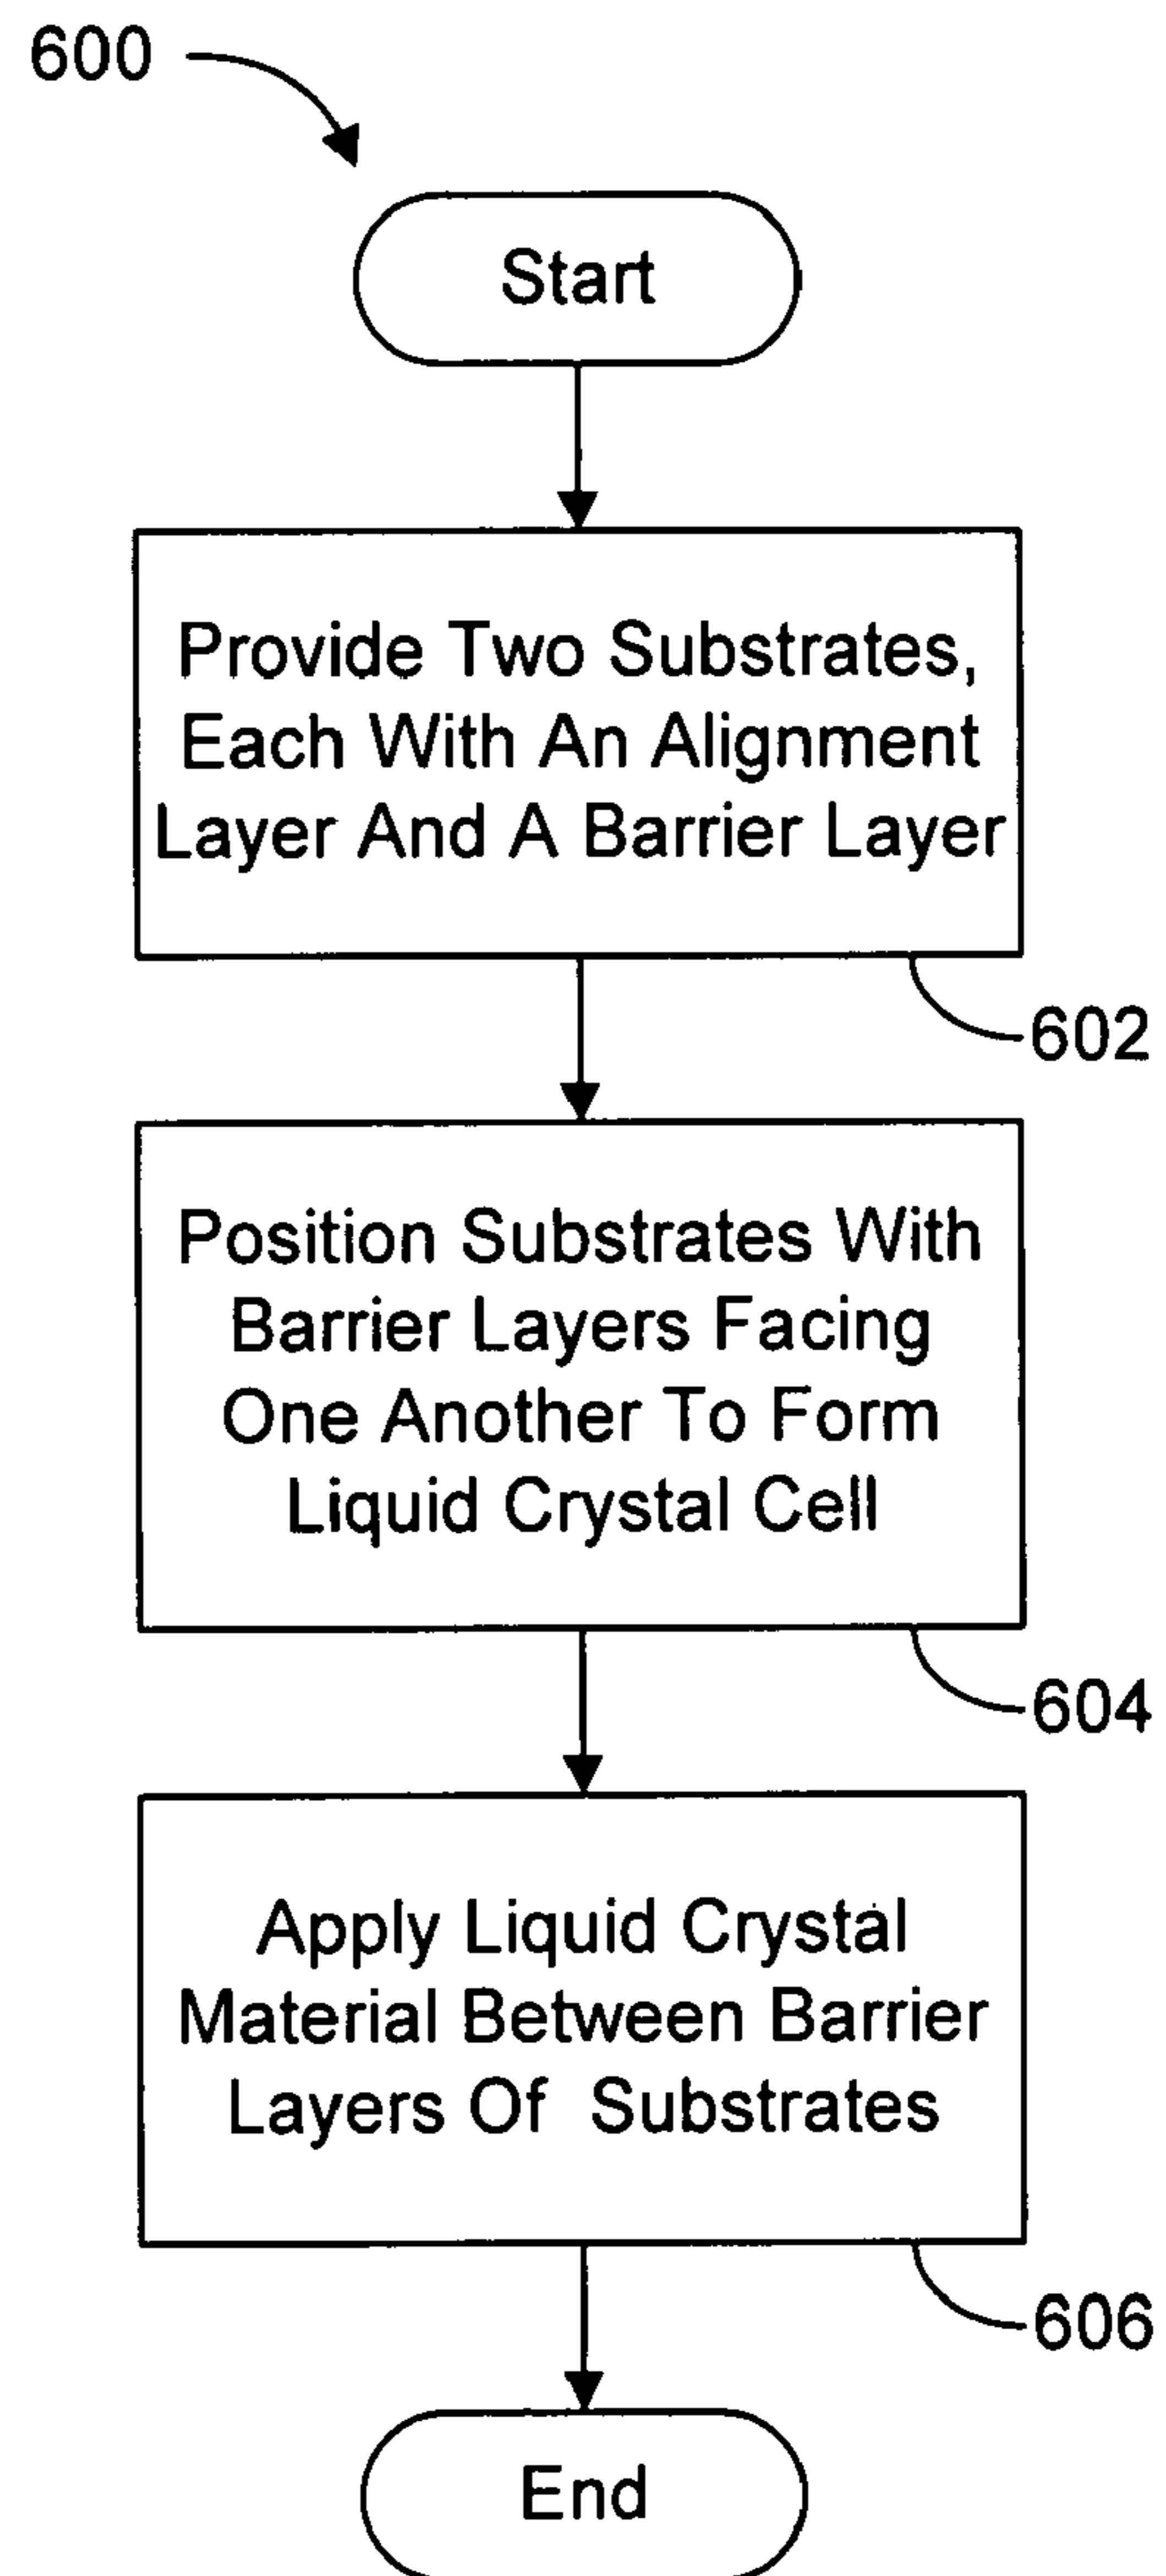 600
Start
Provide Two Substrates,
Each With An Alignment
Layer And A Barrier Layer
602
Position Substrates With
Barrier Layers Facing
One Another To Form
Liquid Crystal Cell
604
Apply Liquid Crystal
Material Between Barrier
Layers Of Substrates
606
End